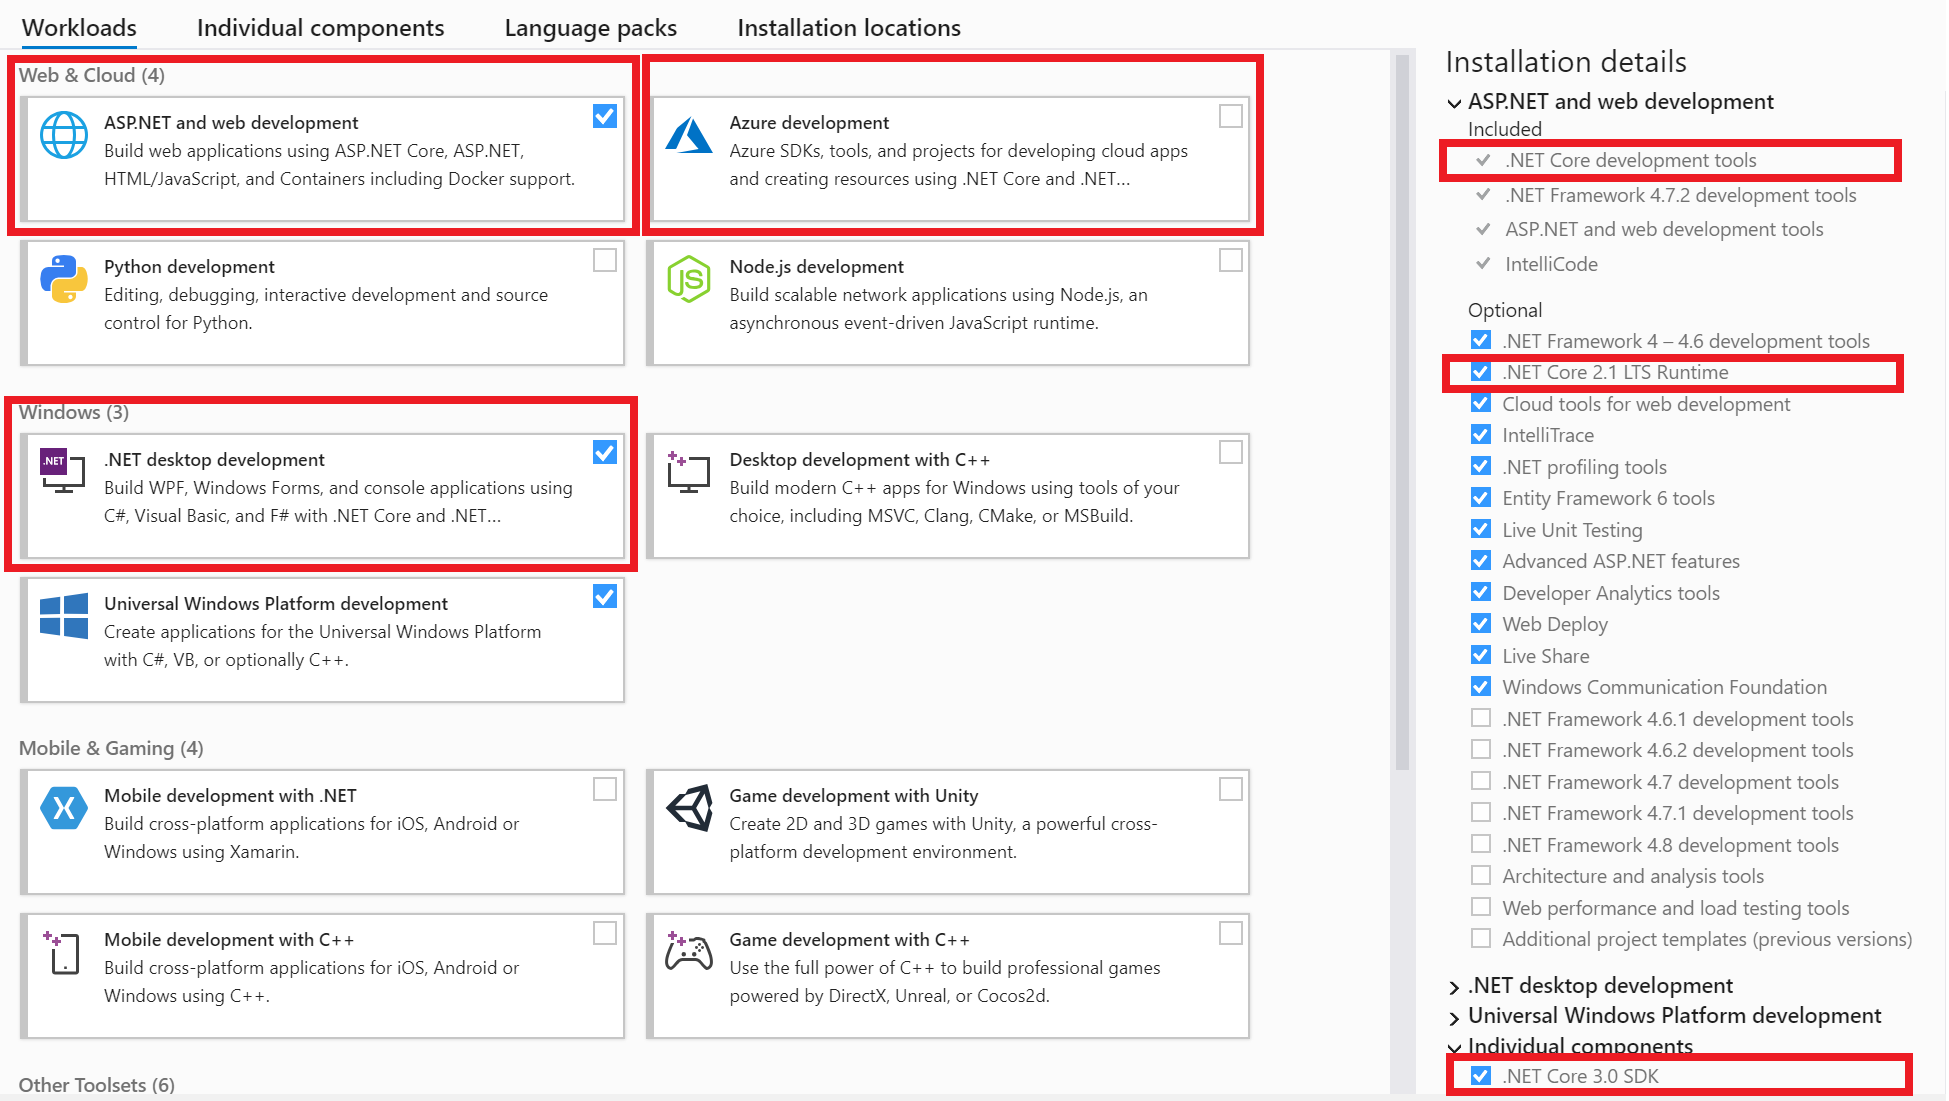 Workloads
Individual components
Language packs
Installation locations
Web & Cloud (4)
ASP.NET and web development
Build web applications using ASP.NET Core, ASP.NET,
HTML/JavaScript, and Containers including Docker support.
Azure development
Azure SDKs, tools, and projects for developing cloud apps
and creating resources using .NET Core and .NET...
Python development
Editing, debugging, interactive development and source
control for Python.
JS
Node.js development
Build scalable network applications using Node.js, an
asynchronous event-driven JavaScript runtime.
Windows (3)
.NET
.NET desktop development
Build WPF, Windows Forms, and console applications using
C#, Visual Basic, and F# with .NET Core and .NET...
Desktop development with C++
Build modern C++ apps for Windows using tools of your
choice, including MSVC, Clang, CMake, or MSBuild.
Universal Windows Platform development
Create applications for the Universal Windows Platform
with C#, VB, or optionally C++.
Mobile & Gaming (4)
Mobile development with .NET
Build cross-platform applications for iOS, Android or
Windows using Xamarin.
Game development with Unity
Create 2D and 3D games with Unity, a powerful cross-
platform development environment.
Mobile development with C++
Build cross-platform applications for iOS, Android or
Windows using C++.
Game development with C++
Use the full power of C++ to build professional games
powered by DirectX, Unreal, or Cocos2d.
Other Toolsets (6)
Installation details
ASP.NET and web development
Included
.NET Core development tools
.NET Framework 4.7.2 development tools
ASP.NET and web development tools
IntelliCode
Optional
.NET Framework 4 – 4.6 development tools
.NET Core 2.1 LTS Runtime
Cloud tools for web development
IntelliTrace
.NET profiling tools
Entity Framework 6 tools
Live Unit Testing
Advanced ASP.NET features
Developer Analytics tools
Web Deploy
Live Share
Windows Communication Foundation
.NET Framework 4.6.1 development tools
.NET Framework 4.6.2 development tools
.NET Framework 4.7 development tools
.NET Framework 4.7.1 development tools
.NET Framework 4.8 development tools
Architecture and analysis tools
Web performance and load testing tools
Additional project templates (previous versions)
.NET desktop development
Universal Windows Platform development
Individual components
.NET Core 3.0 SDK